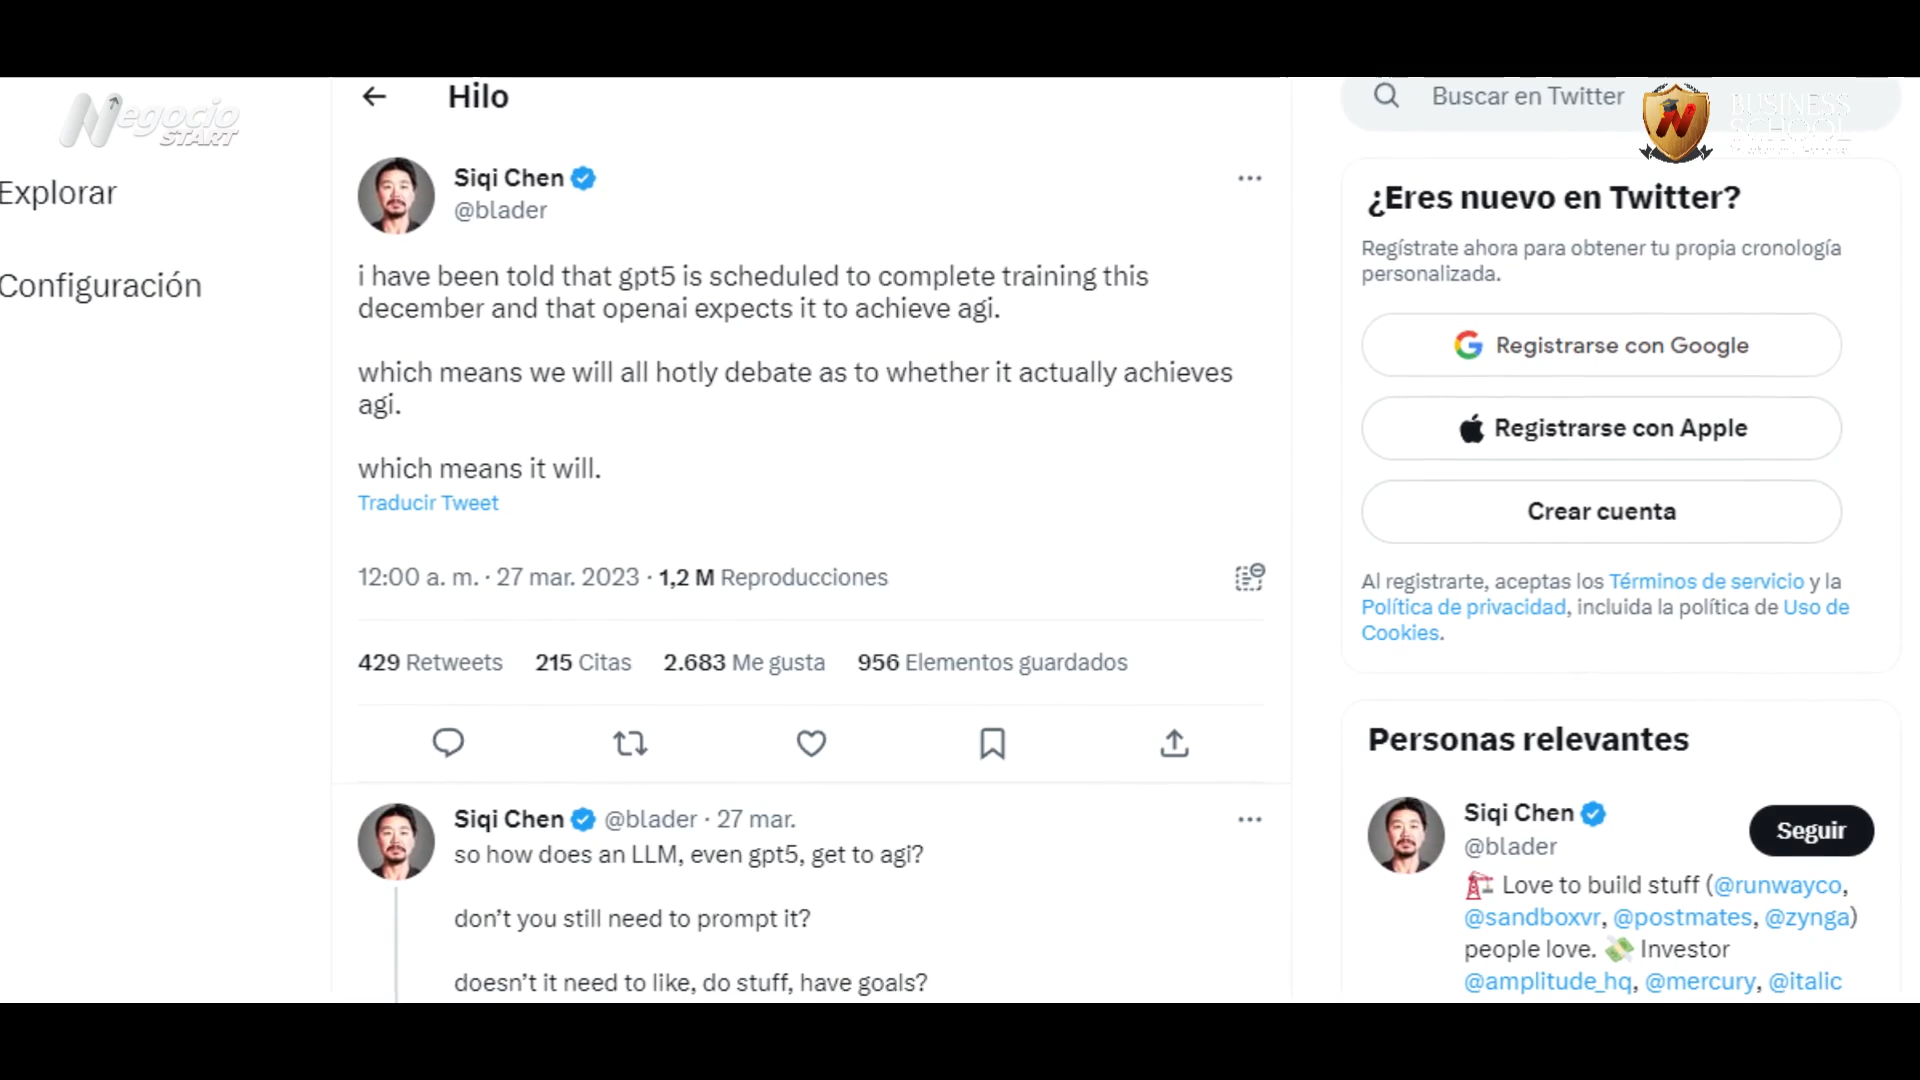 Negocio
START
Explorar
Configuración
Hilo
Siqi Chen
@blader
i have been told that gpt5 is scheduled to complete training this
december and that openai expects it to achieve agi.
which means we will all hotly debate as to whether it actually achieves
agi.
which means it will.
Traducir Tweet
12:00 a. m. · 27 mar. 2023 · 1,2 M Reproducciones
429 Retweets 215 Citas 2.683 Me gusta 956 Elementos guardados
Siqi Chen @blader · 27 mar.
so how does an LLM, even gpt5, get to agi?
don’t you still need to prompt it?
doesn’t it need to like, do stuff, have goals?
Buscar en Twitter
N
BUSINESS
SCHOOL
¿Eres nuevo en Twitter?
Regístrate ahora para obtener tu propia cronología
personalizada.
Registrarse con Google
Registrarse con Apple
Crear cuenta
Al registrarte, aceptas los Términos de servicio y la
Política de privacidad, incluida la política de Uso de
Cookies.
Personas relevantes
Siqi Chen
@blader
Seguir
Love to build stuff (@runwayco,
@sandboxvr, @postmates, @zynga)
people love. Investor
@amplitude_hq, @mercury, @italic